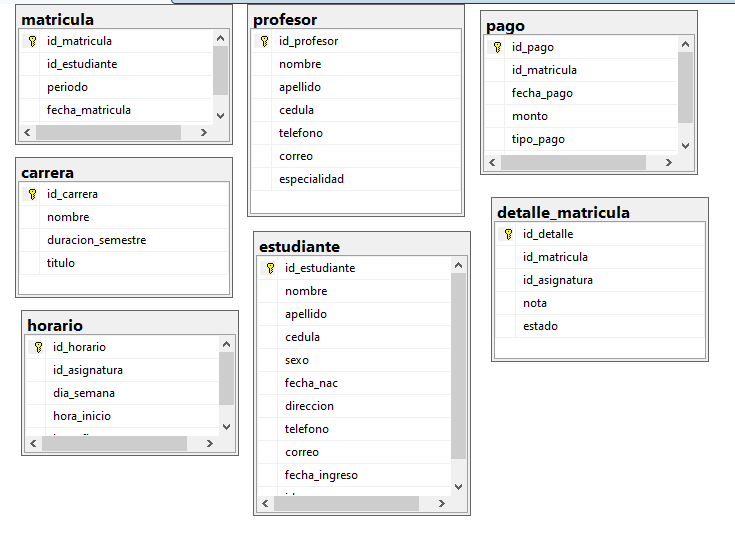 matricula
id_matricula
id_estudiante
periodo
fecha_matricula
profesor
id_profesor
nombre
apellido
cedula
telefono
correo
especialidad
pago
id_pago
id_matricula
fecha_pago
monto
tipo_pago
carrera
id_carrera
nombre
duracion_semestre
titulo
detalle_matricula
id_detalle
id_matricula
id_asignatura
nota
estado
estudiante
id_estudiante
nombre
apellido
cedula
sexo
fecha_nac
direccion
telefono
correo
fecha_ingreso
horario
id_horario
id_asignatura
dia_semana
hora_inicio